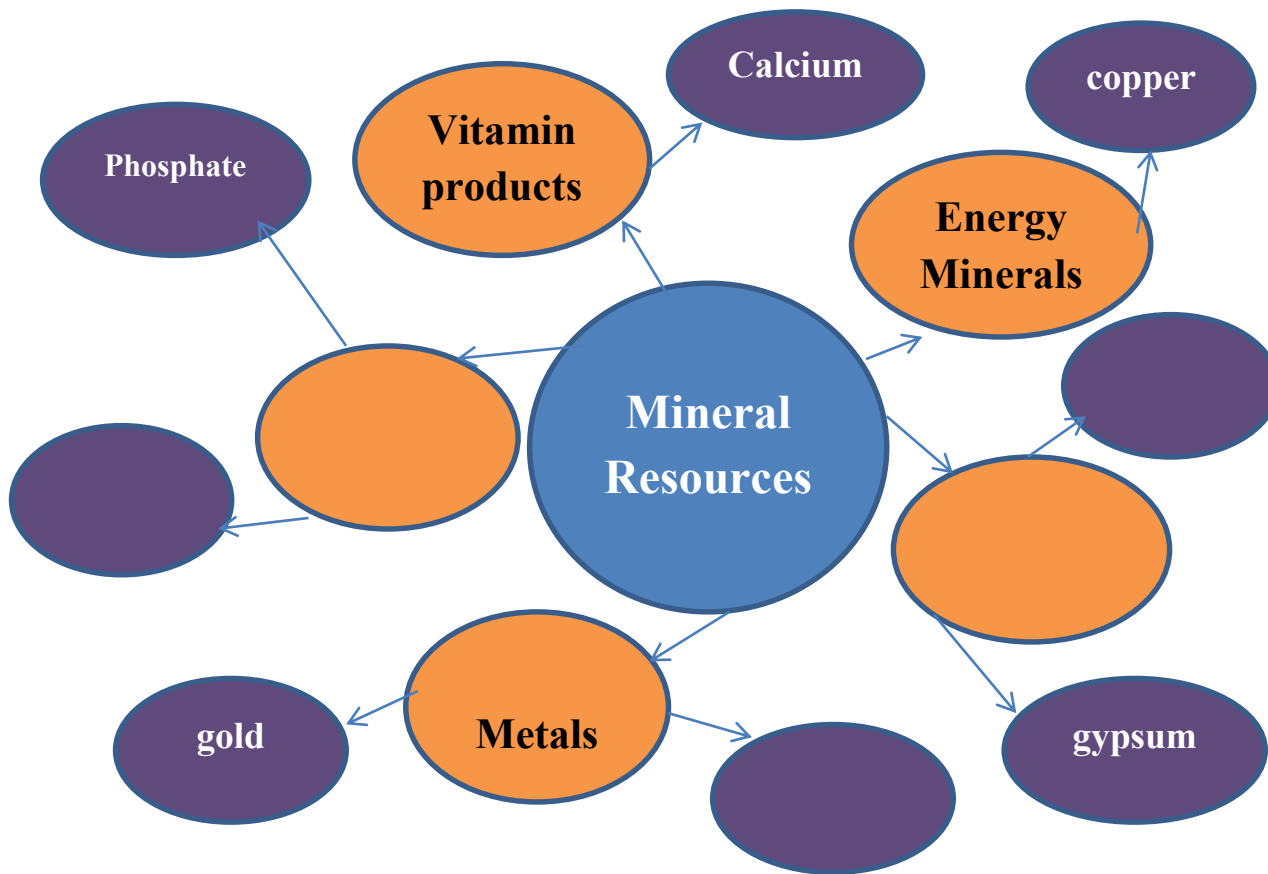 Calcium
copper
Vitamin
products
Phosphate
Energy
Minerals
Mineral
Resources
gold
Metals
gypsum